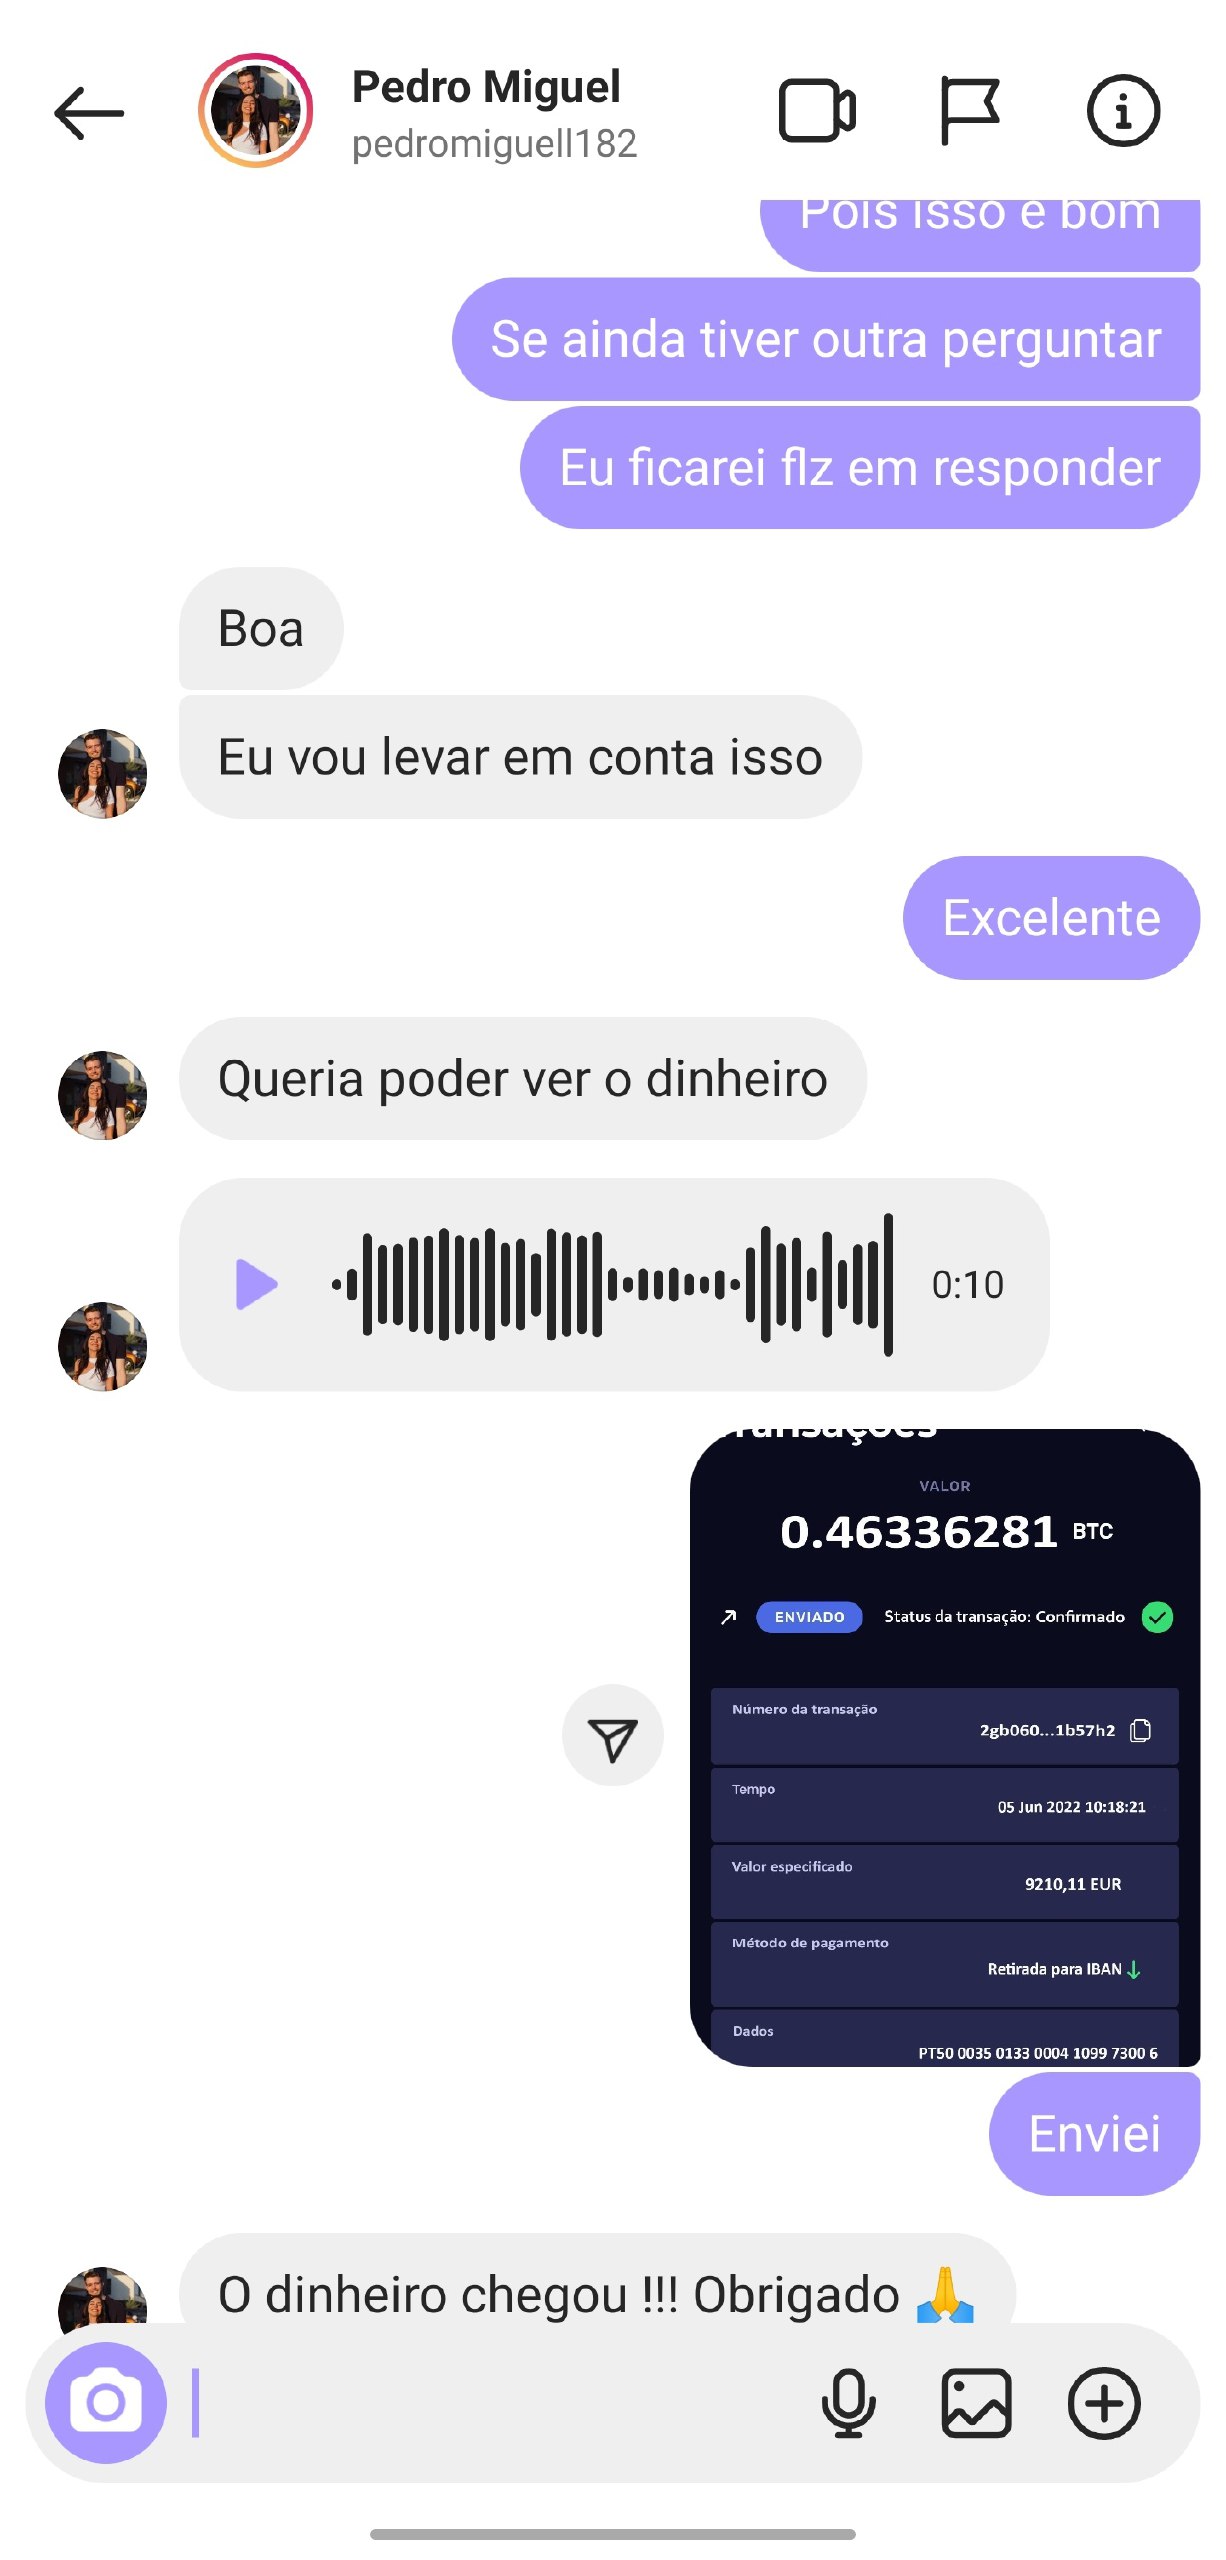 Pedro Miguel
pedromiguell182
Pois isso é bom
Se ainda tiver outra perguntar
Eu ficarei flz em responder
Boa
Eu vou levar em conta isso
Excelente
Queria poder ver o dinheiro
0:10
Transações
VALOR
0.46336281 BTC
ENVIADO Status da transação: Confirmado
Número da transação
2gb060...1b57h2
Tempo
05 Jun 2022 10:18:21
Valor especificado
9210,11 EUR
Método de pagamento
Retirada para IBAN
Dados
PT50 0035 0133 0004 1099 7300 6
Enviei
O dinheiro chegou !!! Obrigado 🙏